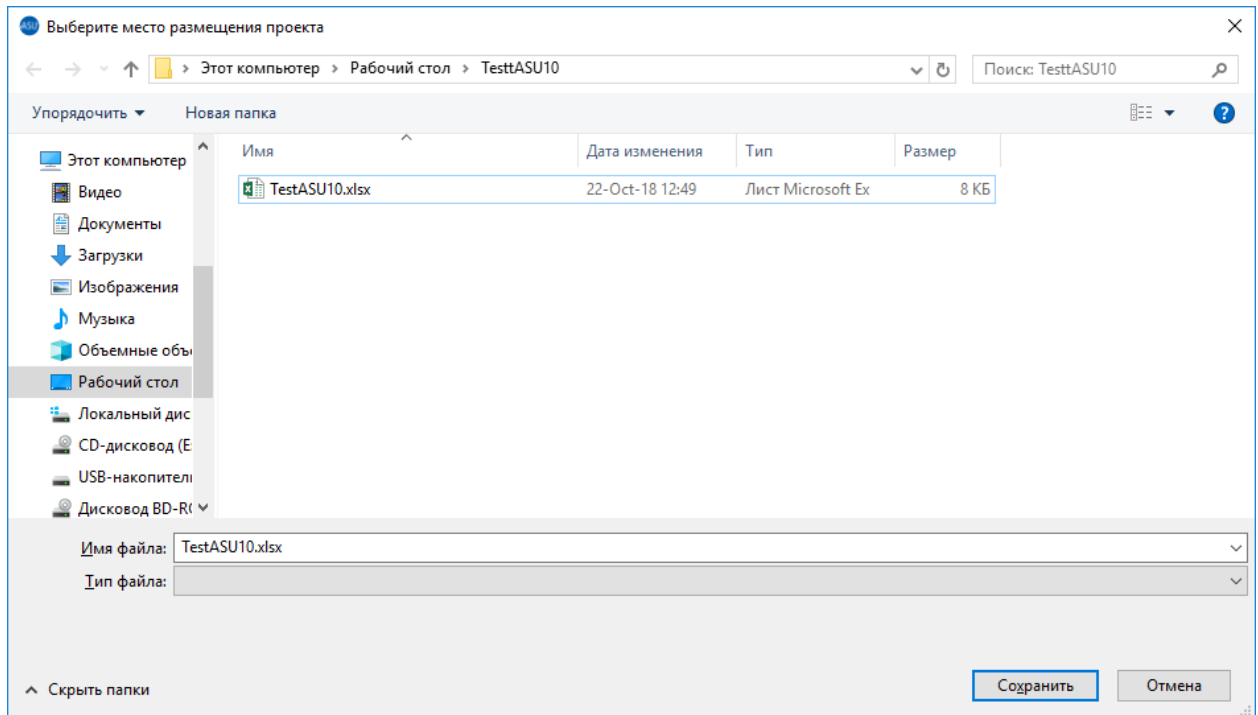 ASU Выберите место размещения проекта
Этот компьютер > Рабочий стол > TesttASU10 Поиск: TesttASU10
Упорядочить Новая папка ?
Этот компьютер
Видео
Документы
Загрузки
Изображения
Музыка
Объемные объ
Рабочий стол
Локальный дис
CD-дисковод (E:
USB-накопител
Дисковод BD-RO
Имя Дата изменения Тип Размер
TestASU10.xlsx 22-Oct-18 12:49 Лист Microsoft Ex 8 КБ
Имя файла: TestASU10.xlsx
Тип файла:
Скрыть папки Сохранить Отмена